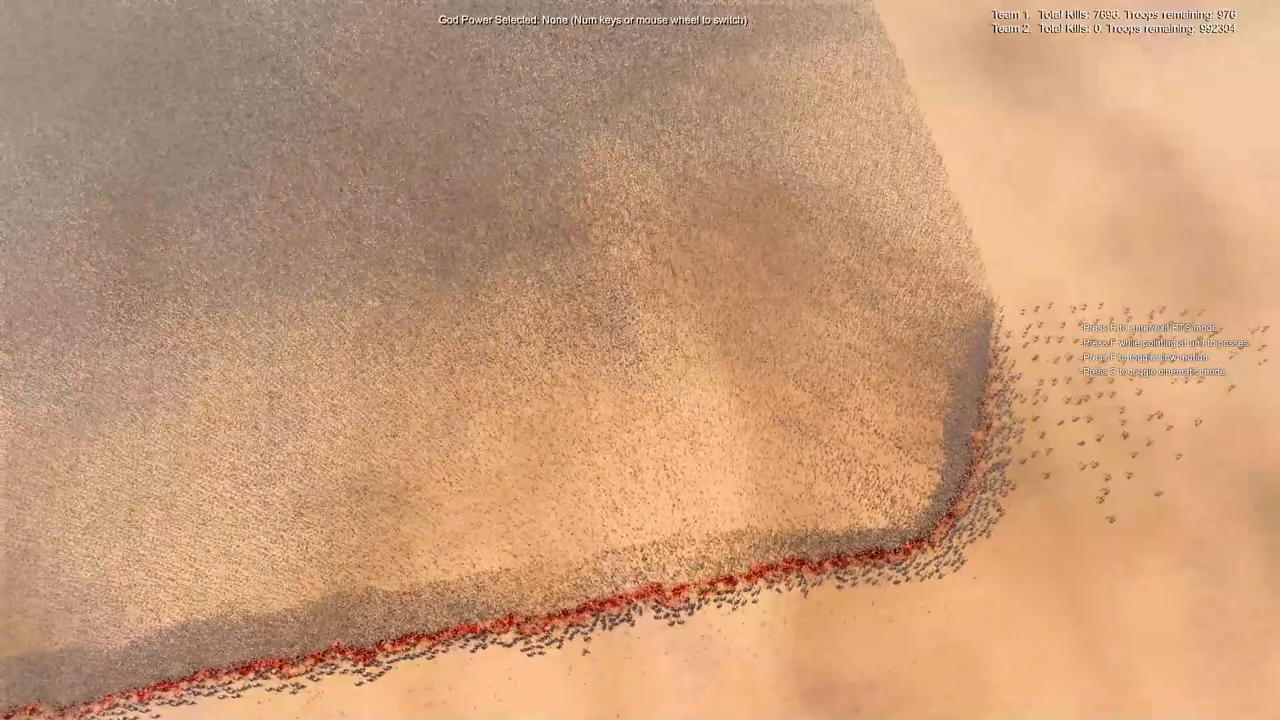 God Power Selected: None (Num keys or mouse wheel to switch)
Team 1. Total Kills: 7696. Troops remaining: 976
Team 2. Total Kills: 0. Troops remaining: 992304
-Press R to enter/exit RTS mode.
-Press F while pointing at unit to posses.
-Press P to toggle slow motion.
-Press C to toggle cinematic mode.